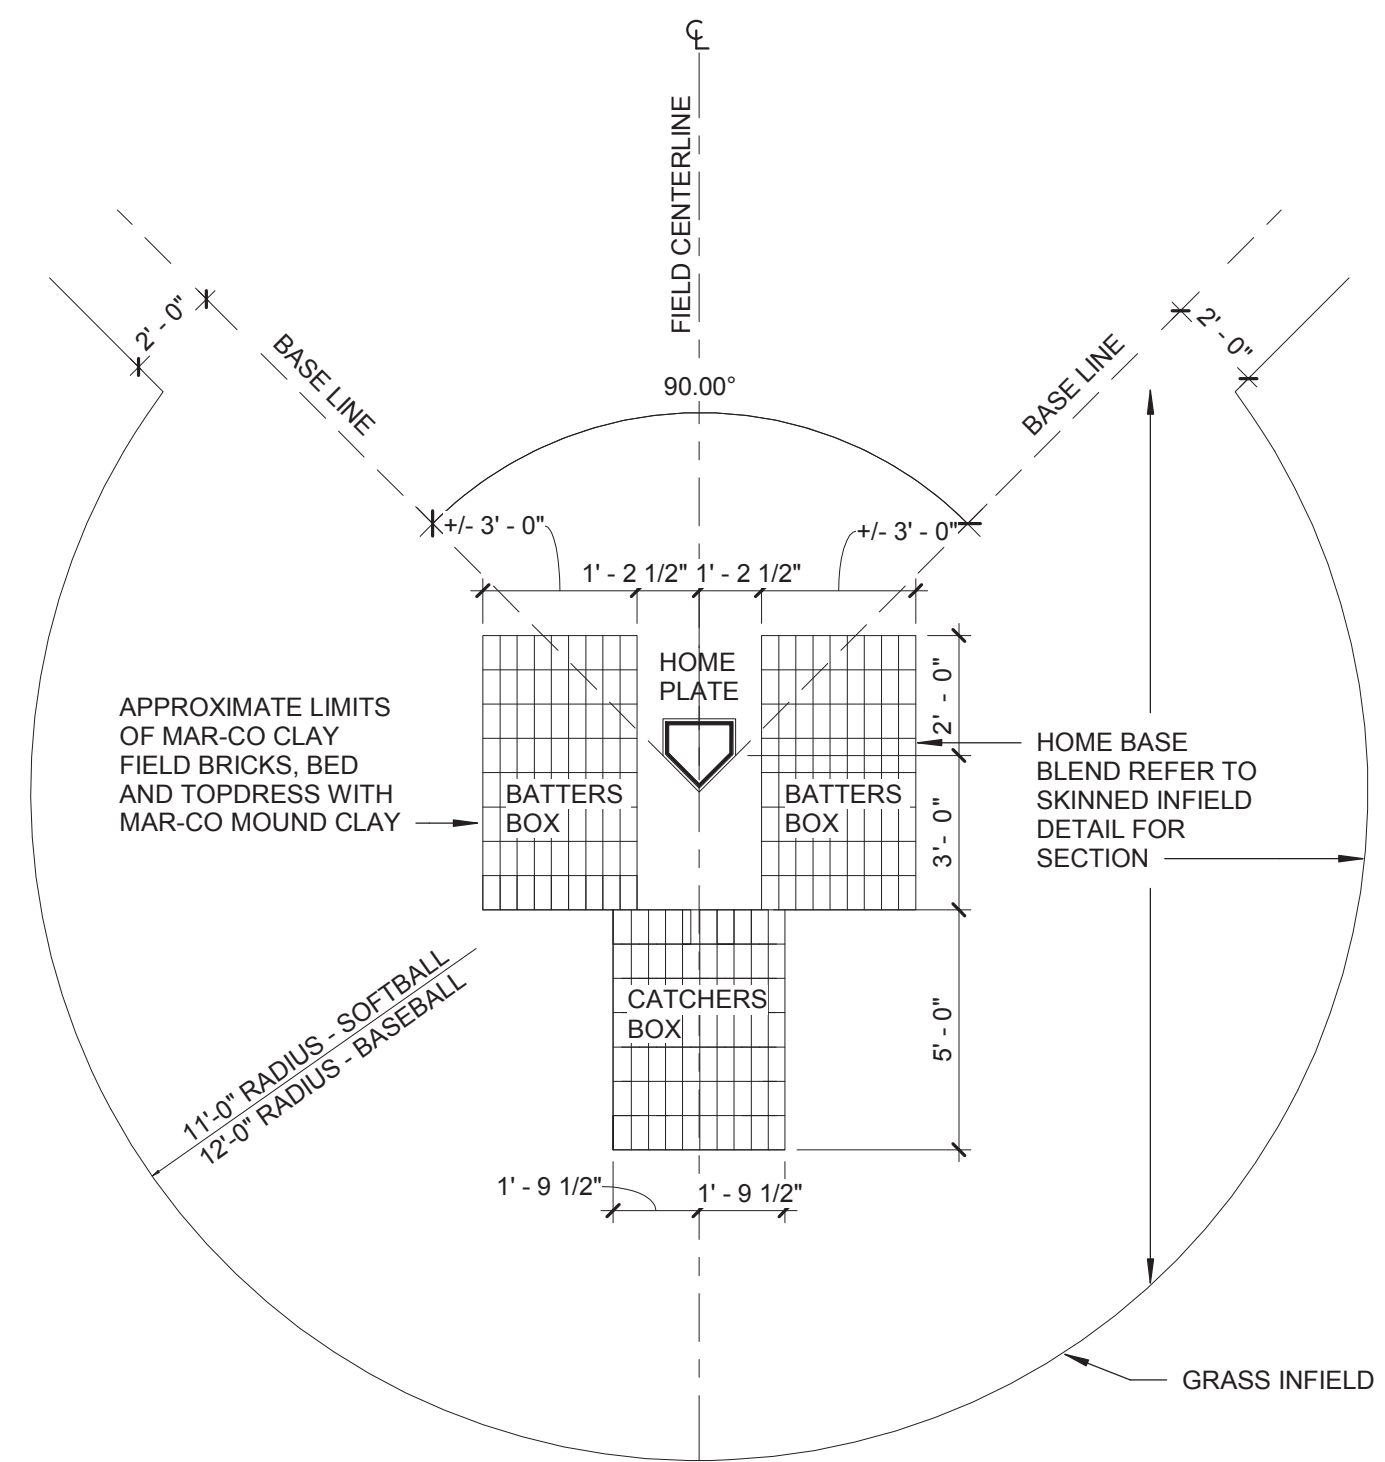 ℄
FIELD CENTERLINE
2' - 0"
2' - 0"
BASE LINE
BASE LINE
90.00°
+/- 3' - 0"
+/- 3' - 0"
1' - 2 1/2" 1' - 2 1/2"
HOME
PLATE
2' - 0"
APPROXIMATE LIMITS
OF MAR-CO CLAY
FIELD BRICKS, BED
AND TOPDRESS WITH
MAR-CO MOUND CLAY
HOME BASE
BLEND REFER TO
SKINNED INFIELD
DETAIL FOR
SECTION
BATTERS
BOX
BATTERS
BOX
3' - 0"
CATCHERS
BOX
5' - 0"
11'-0" RADIUS - SOFTBALL
12'-0" RADIUS - BASEBALL
1' - 9 1/2"
1' - 9 1/2"
GRASS INFIELD